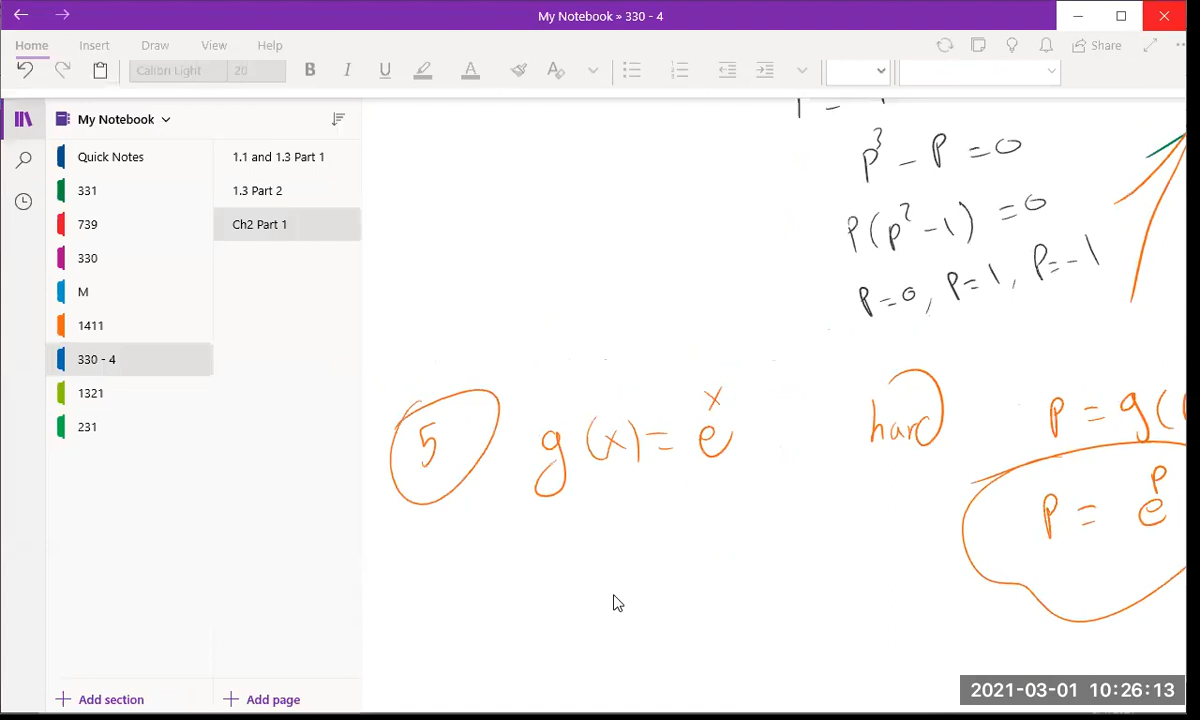 My Notebook » 330 - 4
Home Insert Draw View Help
Share
Calibri Light 20 B I U A
My Notebook
Quick Notes
331
739
330
M
1411
330 - 4
1321
231
1.1 and 1.3 Part 1
1.3 Part 2
Ch2 Part 1
p³ - p = 0
p(p² - 1) = 0
p=0, p=1, p=-1
5 g(x) = eˣ hard p = g(
p = eᵖ
Add section
Add page
2021-03-01 10:26:13